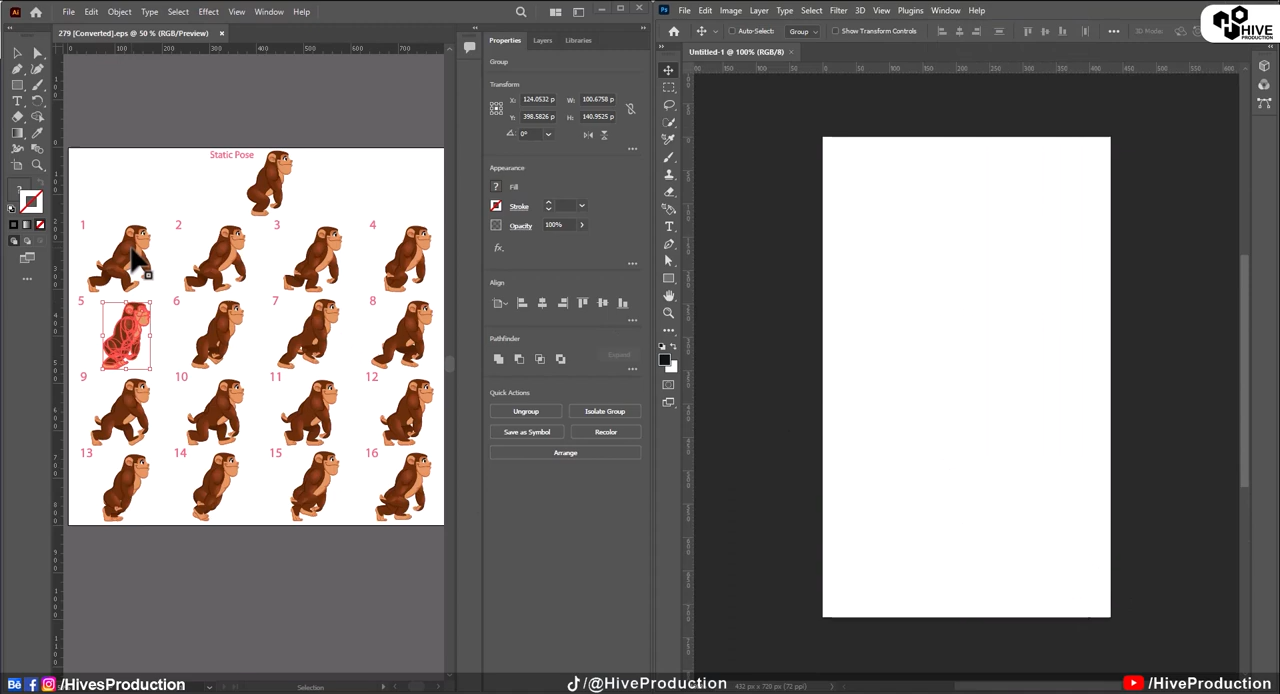 File Edit Object Type Select Effect View Window Help
279 [Converted].eps @ 50 % (RGB/Preview)
Properties Layers Libraries
Group
Transform
X: 124.0532 p W: 100.6758 p
Y: 398.5826 p H: 140.9525 p
0°
Appearance
Fill
Stroke
Opacity 100%
fx
Align
Pathfinder
Expand
Quick Actions
Ungroup Isolate Group
Save as Symbol Recolor
Arrange
Static Pose
1 2 3 4
5 6 7 8
9 10 11 12
13 14 15 16
Selection
Ps File Edit Image Layer Type Select Filter 3D View Plugins Window Help
Auto-Select: Group Show Transform Controls 3D Mode:
Untitled-1 @ 100% (RGB/8)
432 px x 720 px (72 ppi)
HIVE
PRODUCTION
Bē /HivesProduction
/@HiveProduction
/HiveProduction